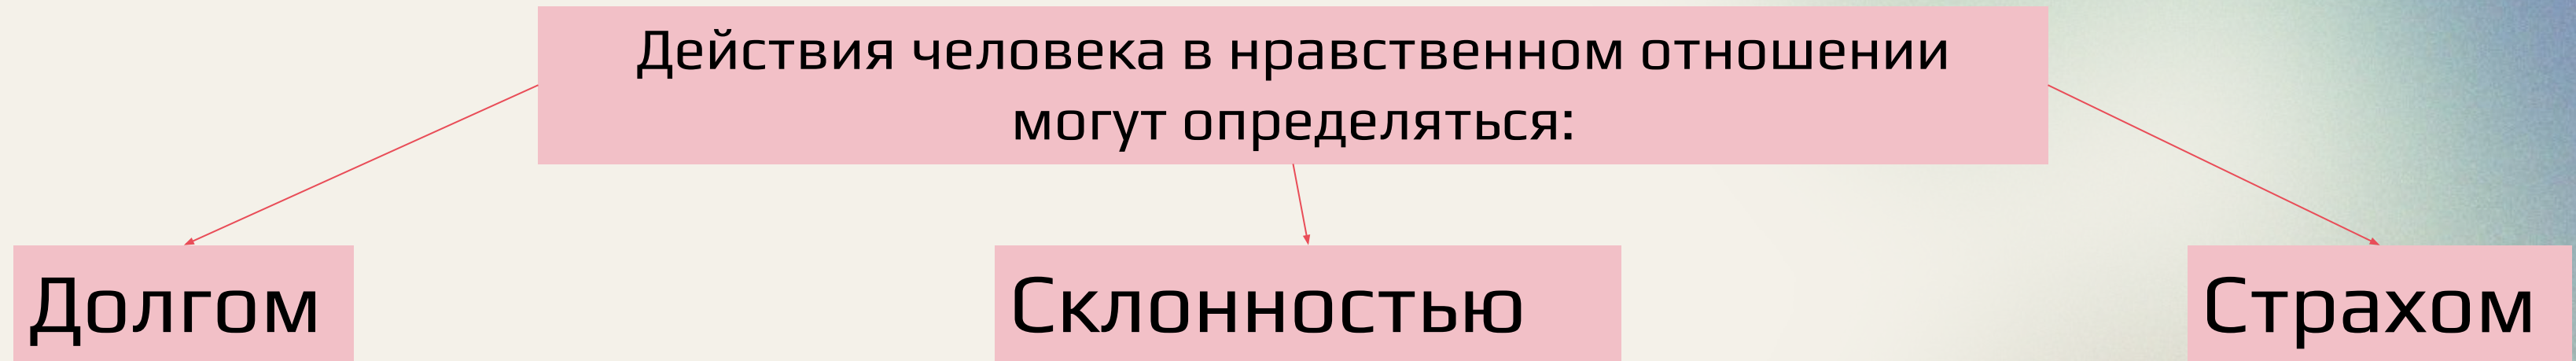 Действия человека в нравственном отношении
могут определяться:
Долгом
Склонностью
Страхом